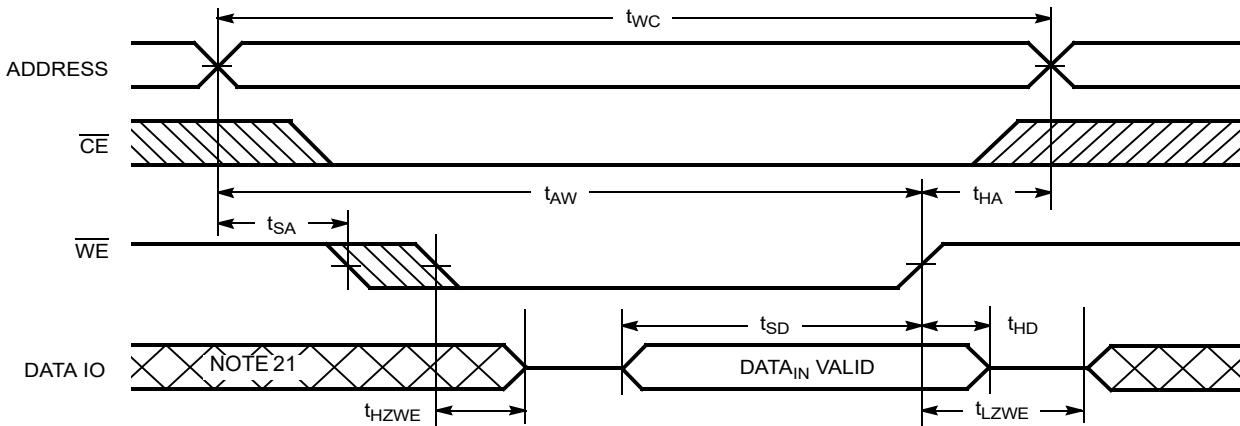 tWC
ADDRESS
CE
tAW
tHA
tSA
WE
tSD
tHD
DATA IO
NOTE 21
DATAIN VALID
tHZWE
tLZWE